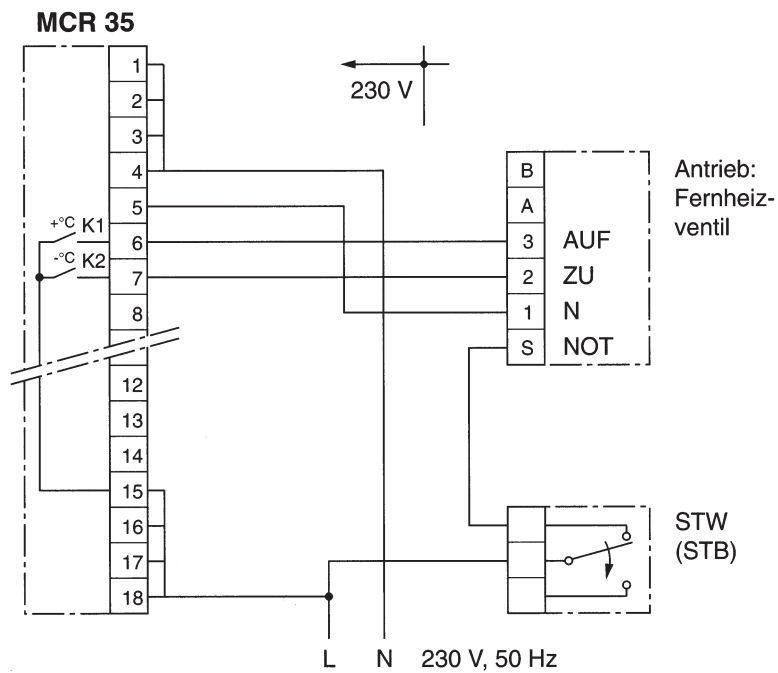 MCR 35
1
2
3
4
5
6
7
8
12
13
14
15
16
17
18
+°C K1
-°C K2
230 V
B
A
3 AUF
2 ZU
1 N
S NOT
Antrieb:
Fernheiz-
ventil
STW
(STB)
L N 230 V, 50 Hz